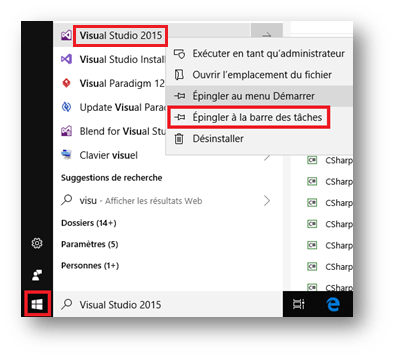 Visual Studio 2015
Visual Studio Install
Visual Paradigm 12
Update Visual Parad
Blend for Visual Stu
Clavier visuel
Suggestions de recherche
visu - Afficher les résultats Web
Dossiers (14+)
Paramètres (5)
Personnes (1+)
Visual Studio 2015
Exécuter en tant qu'administrateur
Ouvrir l'emplacement du fichier
Épingler au menu Démarrer
Épingler à la barre des tâches
Désinstaller
C# CSharp
C# CSharp
C# CSharp
C# CSharp
C# CSharp
C# CSharp
C# CSharp